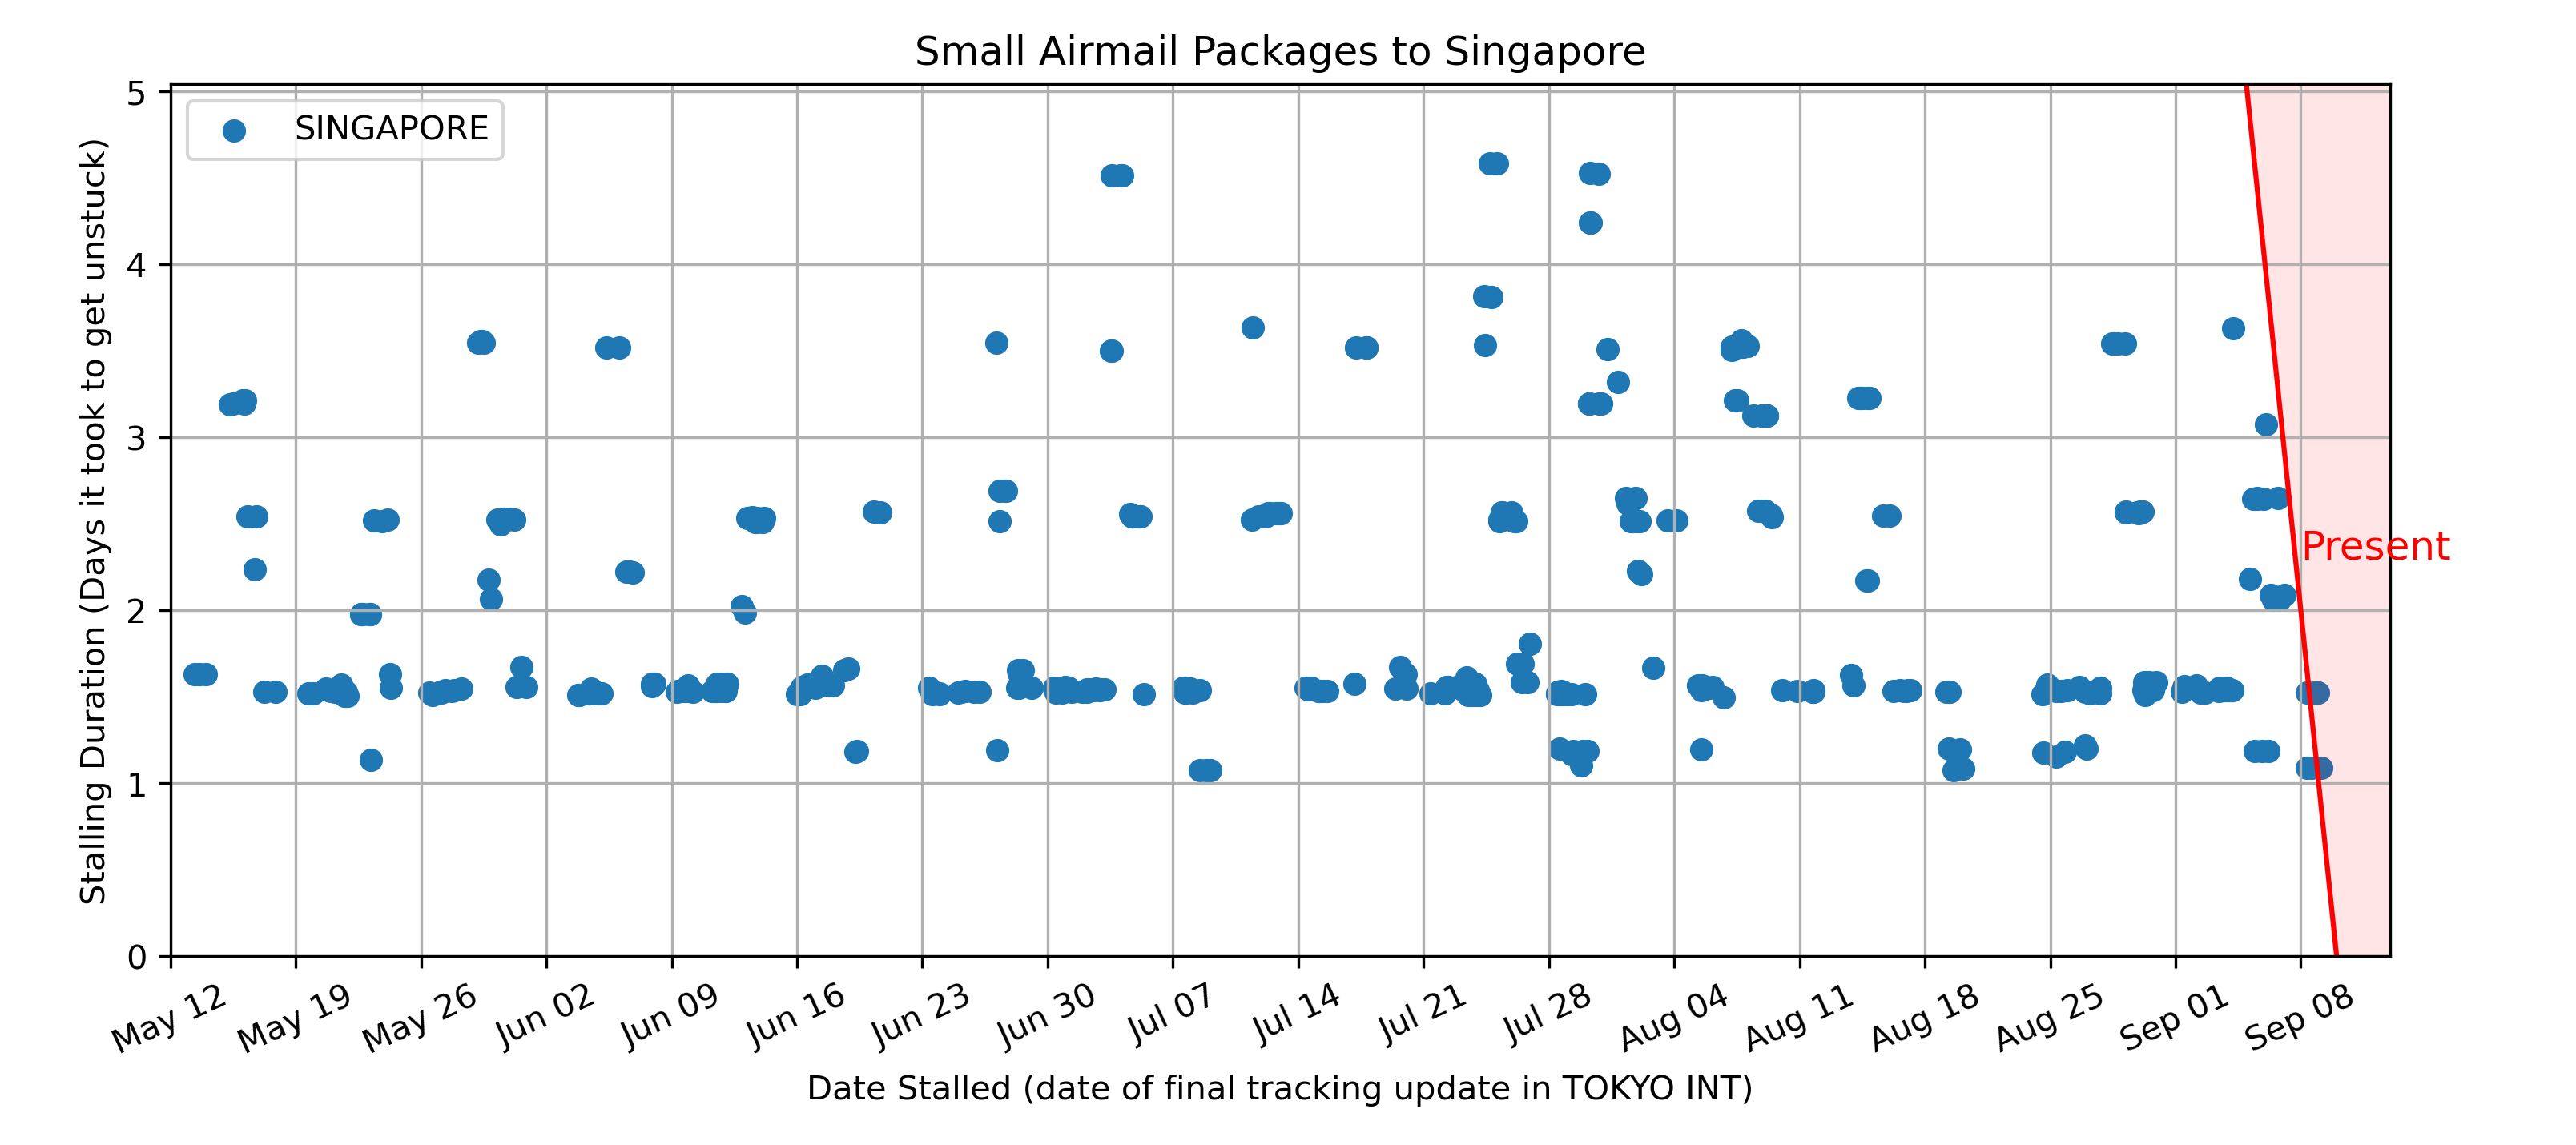 Small Airmail Packages to Singapore
SINGAPORE
Stalling Duration (Days it took to get unstuck)
5
4
3
2
1
0
Present
May 12
May 19
May 26
Jun 02
Jun 09
Jun 16
Jun 23
Jun 30
Jul 07
Jul 14
Jul 21
Jul 28
Aug 04
Aug 11
Aug 18
Aug 25
Sep 01
Sep 08
Date Stalled (date of final tracking update in TOKYO INT)